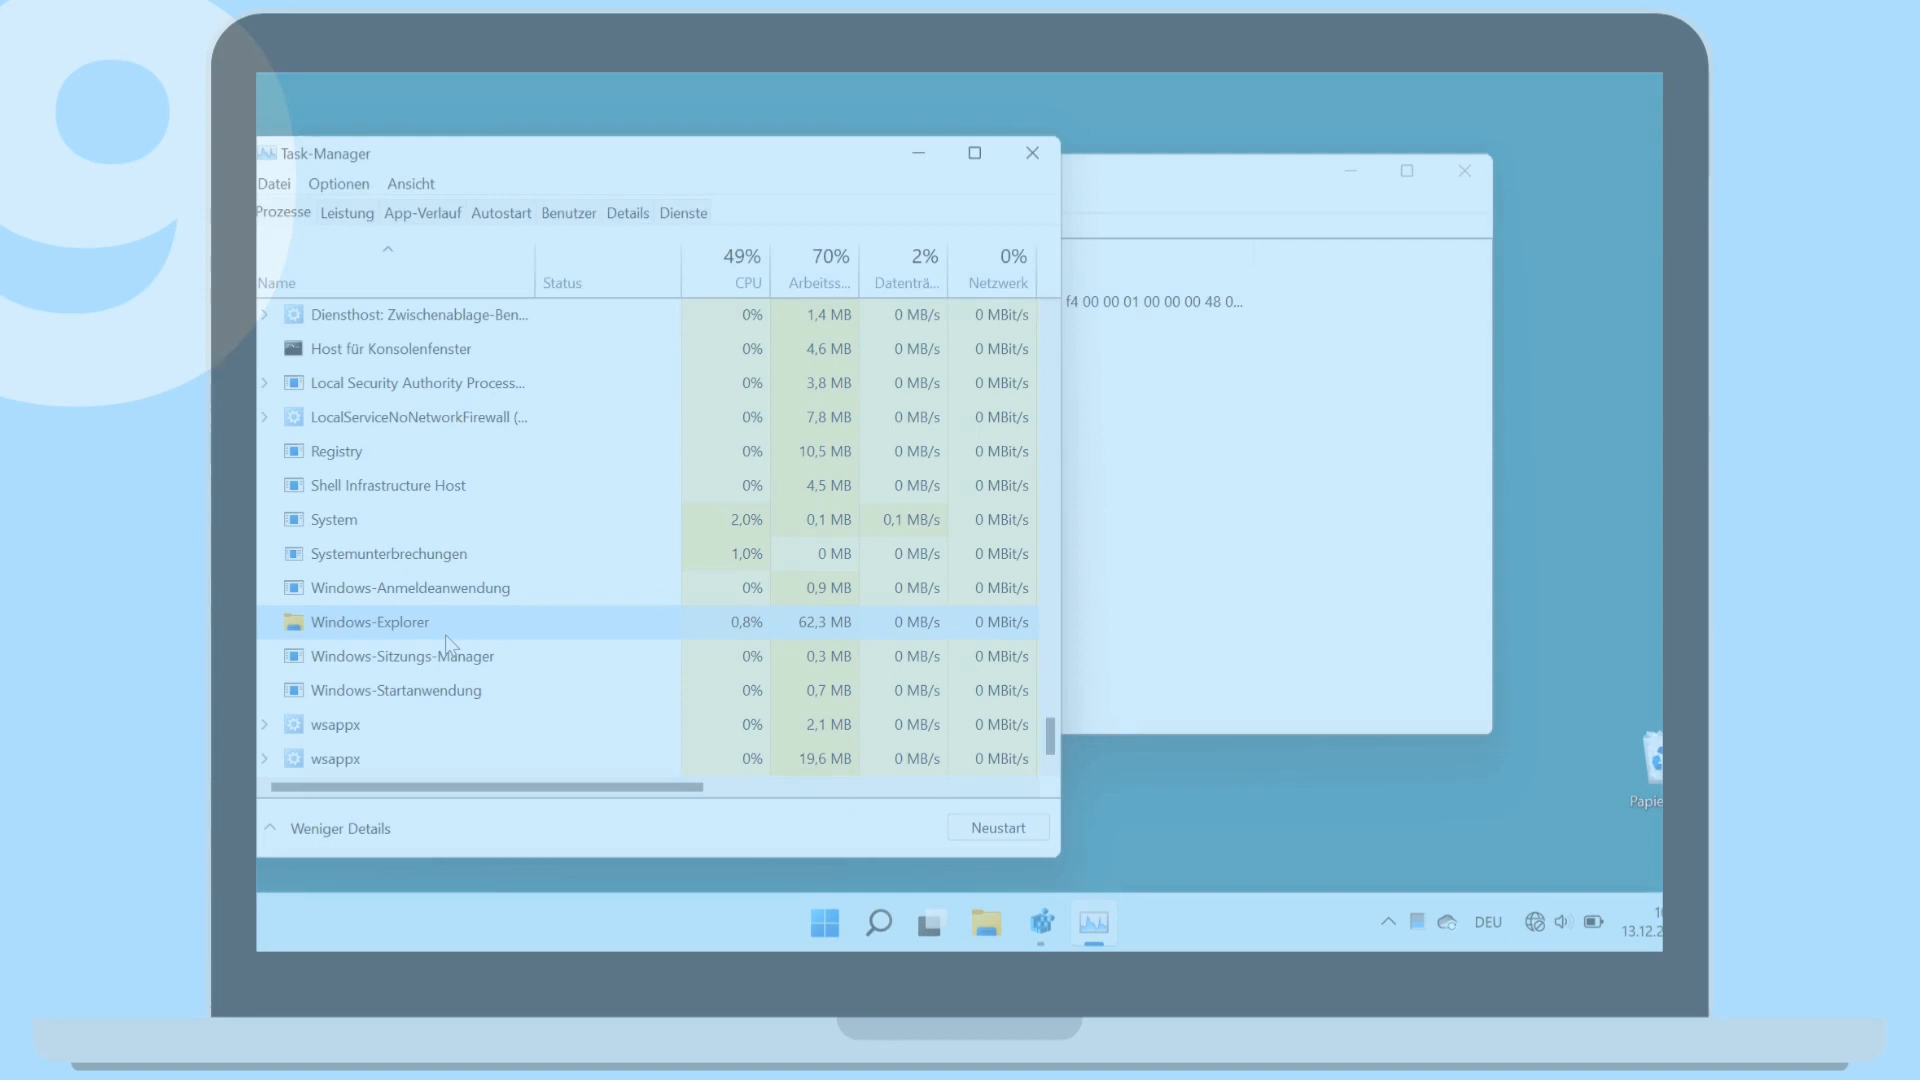 Task-Manager
Datei Optionen Ansicht
Prozesse Leistung App-Verlauf Autostart Benutzer Details Dienste
49% 70% 2% 0%
Name Status CPU Arbeitss... Datenträ... Netzwerk
Diensthost: Zwischenablage-Ben... 0% 1,4 MB 0 MB/s 0 MBit/s
f4 00 00 01 00 00 00 48 0...
Host für Konsolenfenster 0% 4,6 MB 0 MB/s 0 MBit/s
Local Security Authority Process... 0% 3,8 MB 0 MB/s 0 MBit/s
LocalServiceNoNetworkFirewall (... 0% 7,8 MB 0 MB/s 0 MBit/s
Registry 0% 10,5 MB 0 MB/s 0 MBit/s
Shell Infrastructure Host 0% 4,5 MB 0 MB/s 0 MBit/s
System 2,0% 0,1 MB 0,1 MB/s 0 MBit/s
Systemunterbrechungen 1,0% 0 MB 0 MB/s 0 MBit/s
Windows-Anmeldeanwendung 0% 0,9 MB 0 MB/s 0 MBit/s
Windows-Explorer 0,8% 62,3 MB 0 MB/s 0 MBit/s
Windows-Sitzungs-Manager 0% 0,3 MB 0 MB/s 0 MBit/s
Windows-Startanwendung 0% 0,7 MB 0 MB/s 0 MBit/s
wsappx 0% 2,1 MB 0 MB/s 0 MBit/s
wsappx 0% 19,6 MB 0 MB/s 0 MBit/s
Papie
Weniger Details Neustart
DEU
13.12.2